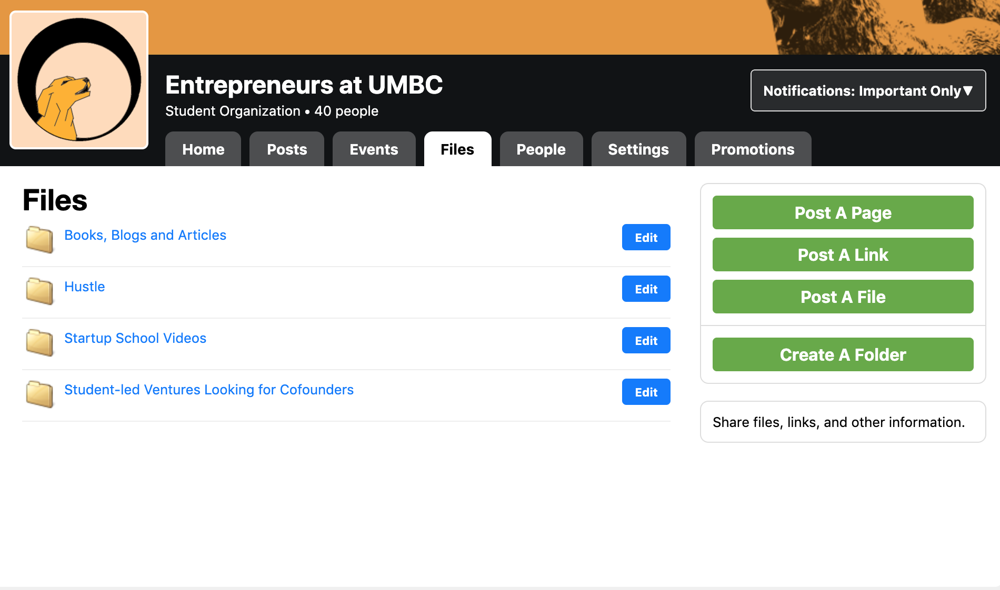 Entrepreneurs at UMBC
Student Organization • 40 people
Notifications: Important Only▼
Home Posts Events Files People Settings Promotions
Files
Books, Blogs and Articles Edit
Hustle Edit
Startup School Videos Edit
Student-led Ventures Looking for Cofounders Edit
Post A Page
Post A Link
Post A File
Create A Folder
Share files, links, and other information.